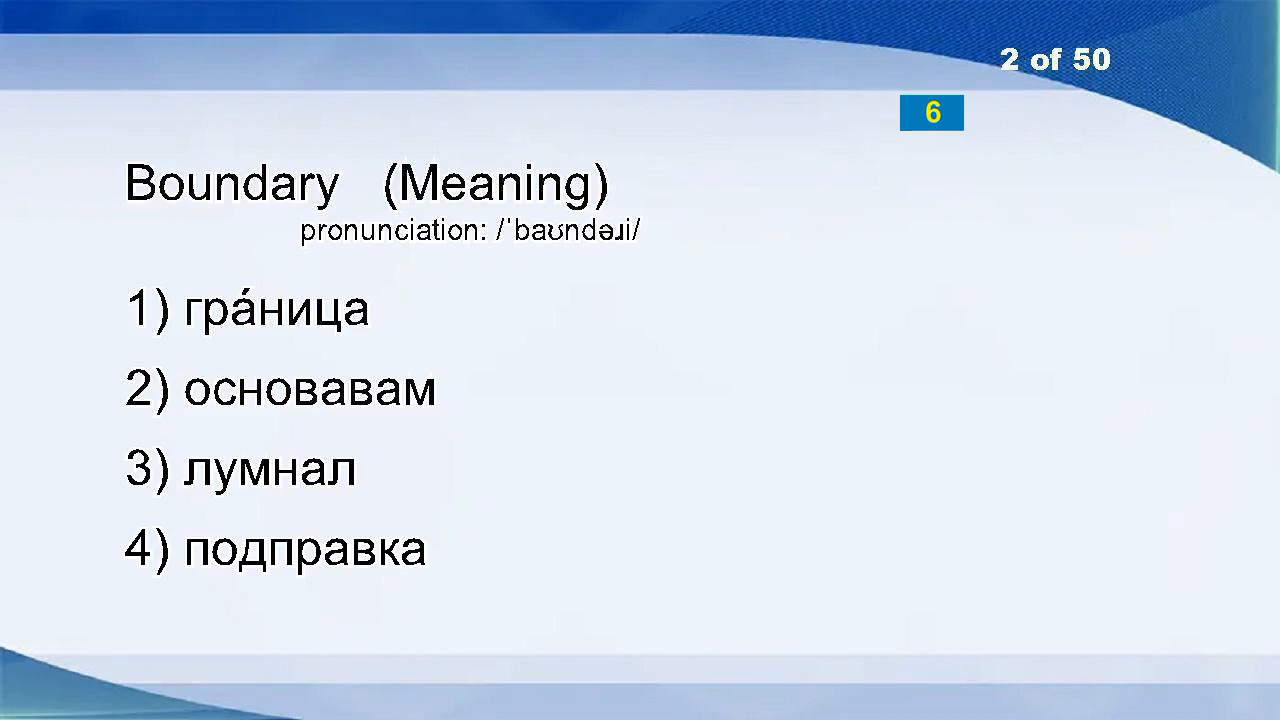 2 of 50
6
Boundary (Meaning)
pronunciation: /ˈbaʊndəɹi/
1) гра́ница
2) основавам
3) лумнал
4) подправка